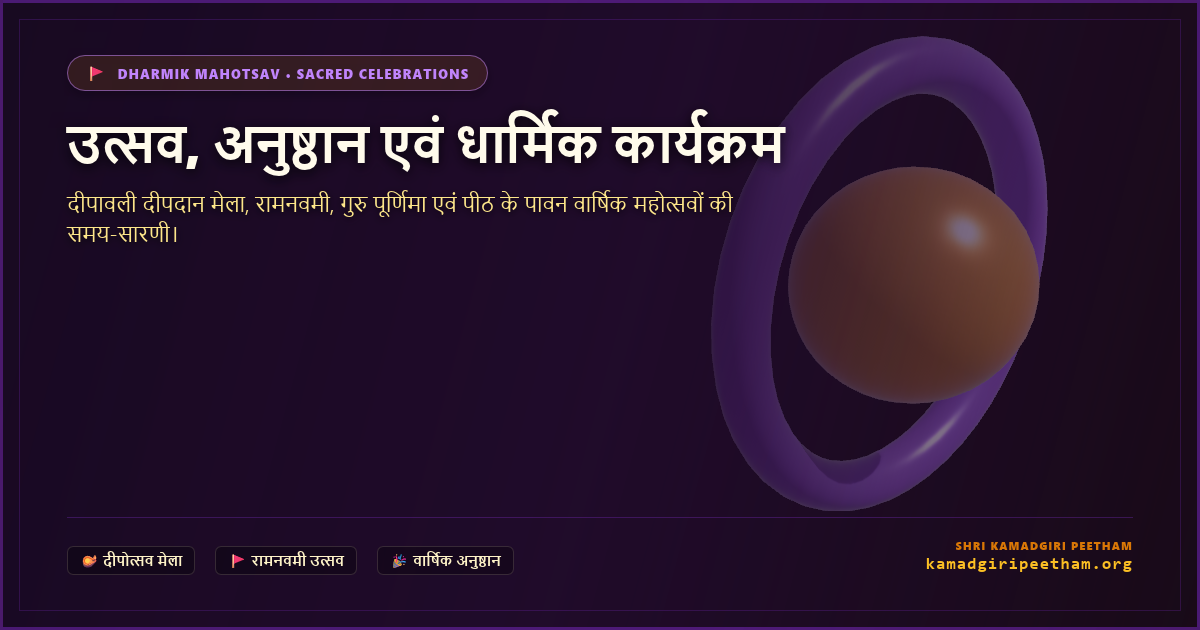 DHARMIK MAHOTSAV • SACRED CELEBRATIONS
उत्सव, अनुष्ठान एवं धार्मिक कार्यक्रम
दीपावली दीपदान मेला, रामनवमी, गुरु पूर्णिमा एवं पीठ के पावन वार्षिक महोत्सवों की
समय-सारणी।
दीपोत्सव मेला
रामनवमी उत्सव
वार्षिक अनुष्ठान
SHRI KAMADGIRI PEETHAM
kamadgiripeetham.org